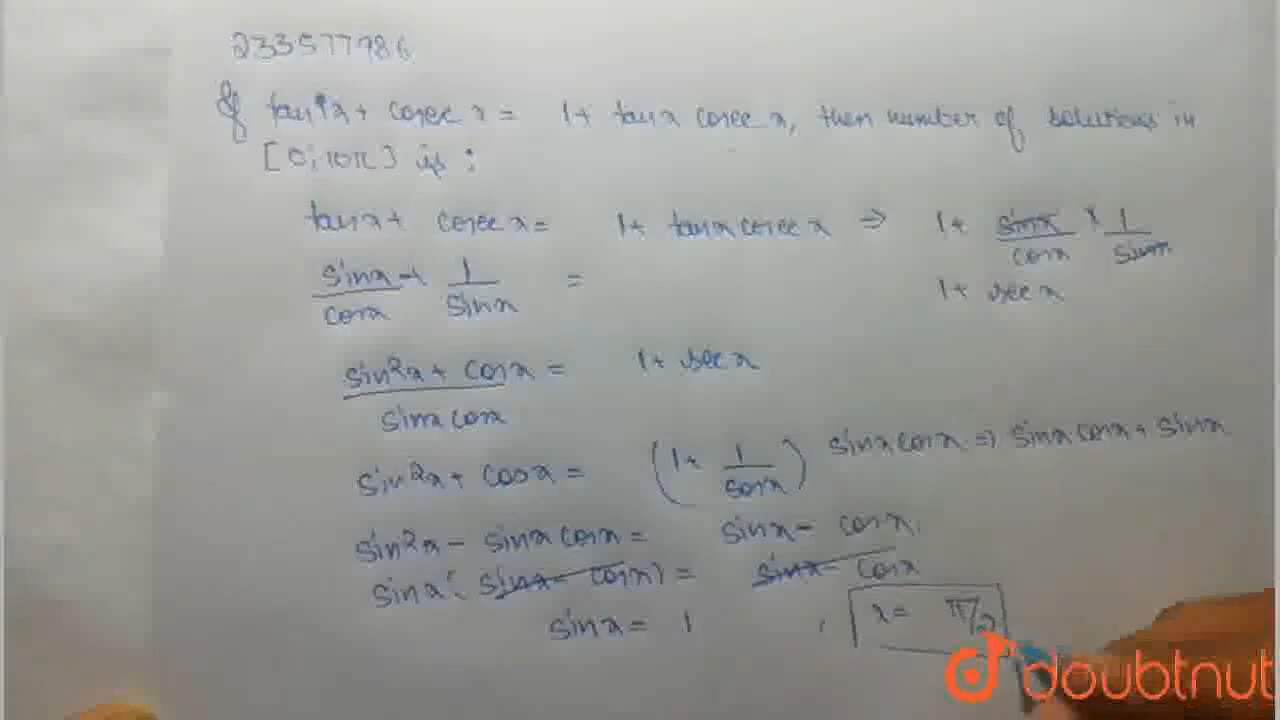 233577986
If tan x + cosec x = 1 + tan x cosec x, then number of solutions in
[0, 10π] is :
tan x + cosec x = 1 + tan x cosec x ⇒ 1 + sin x / cos x × 1 / sin x
sin x / cos x + 1 / sin x = 1 + sec x
sin²x + cos x / sin x cos x = 1 + sec x
sin²x + cos x = (1 + 1 / cos x) sin x cos x ⇒ sin x cos x + sin x
sin²x - sin x cos x = sin x - cos x
sin x (sin x - cos x) = sin x - cos x
sin x = 1 , x = π/2
doubtnut